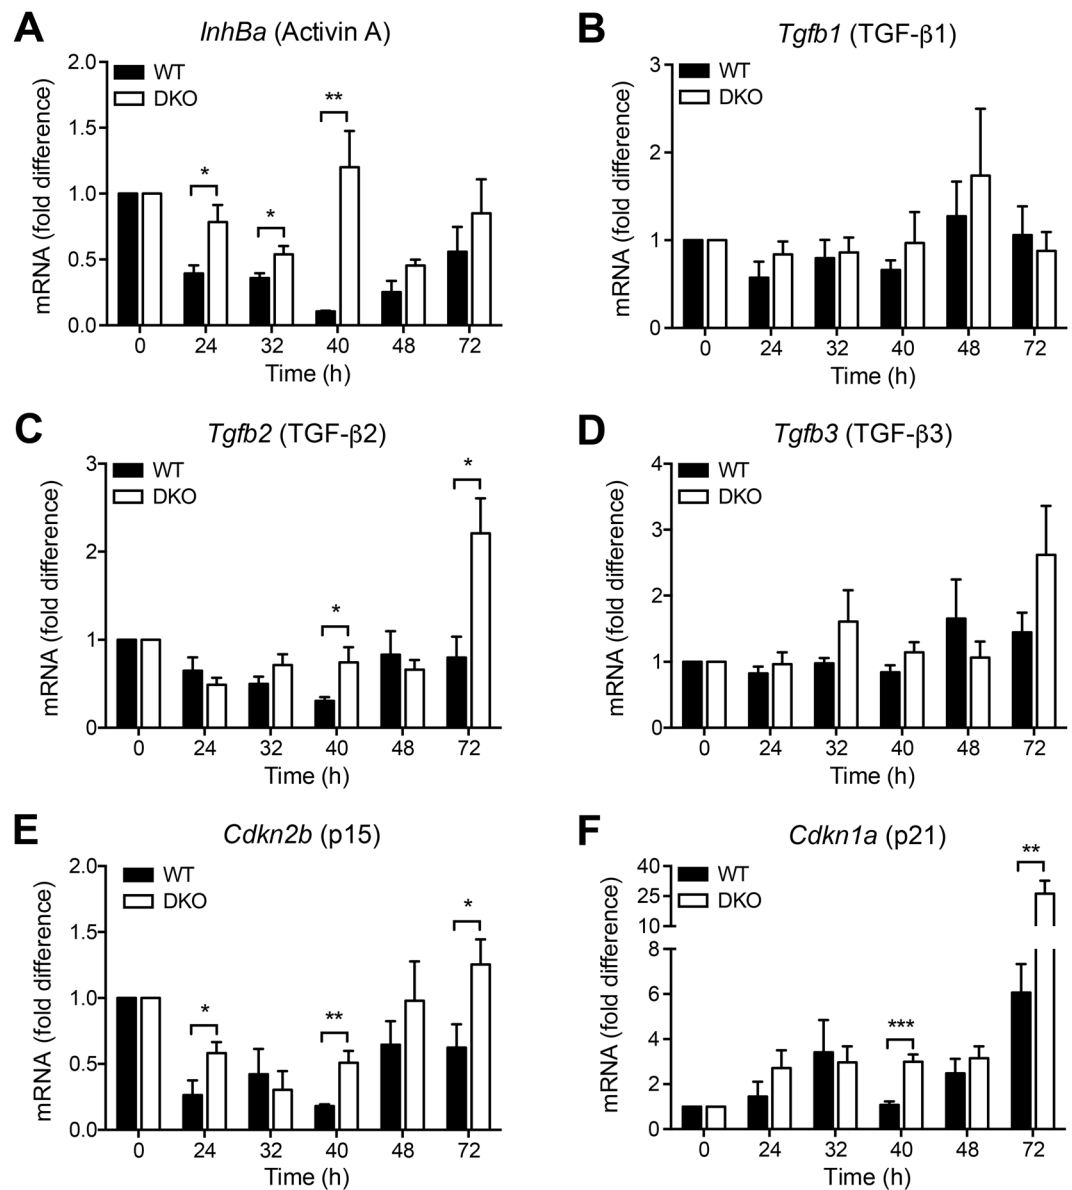 A
InhBa (Activin A)
mRNA (fold difference)
2.0
1.5
1.0
0.5
0.0
WT
DKO
*
*
**
0 24 32 40 48 72
Time (h)
B
Tgfb1 (TGF-β1)
mRNA (fold difference)
3
2
1
0
WT
DKO
0 24 32 40 48 72
Time (h)
C
Tgfb2 (TGF-β2)
mRNA (fold difference)
3
2
1
0
WT
DKO
*
*
0 24 32 40 48 72
Time (h)
D
Tgfb3 (TGF-β3)
mRNA (fold difference)
4
3
2
1
0
WT
DKO
0 24 32 40 48 72
Time (h)
E
Cdkn2b (p15)
mRNA (fold difference)
2.0
1.5
1.0
0.5
0.0
WT
DKO
*
**
*
0 24 32 40 48 72
Time (h)
F
Cdkn1a (p21)
mRNA (fold difference)
40
25
10
8
6
4
2
0
WT
DKO
***
**
0 24 32 40 48 72
Time (h)